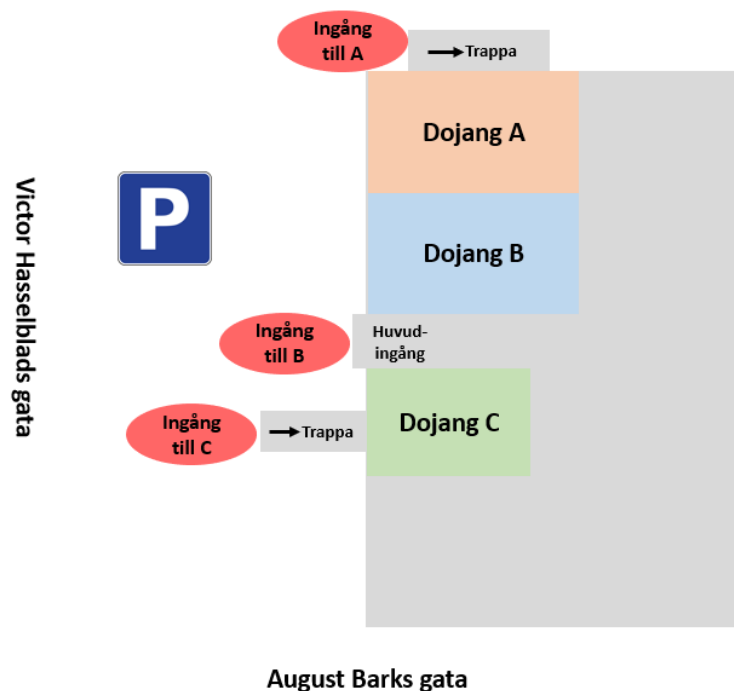 Ingång
till A
Trappa
Dojang A
Victor Hasselblads gata
P
Dojang B
Ingång
till B
Huvud-
ingång
Ingång
till C
Trappa
Dojang C
August Barks gata